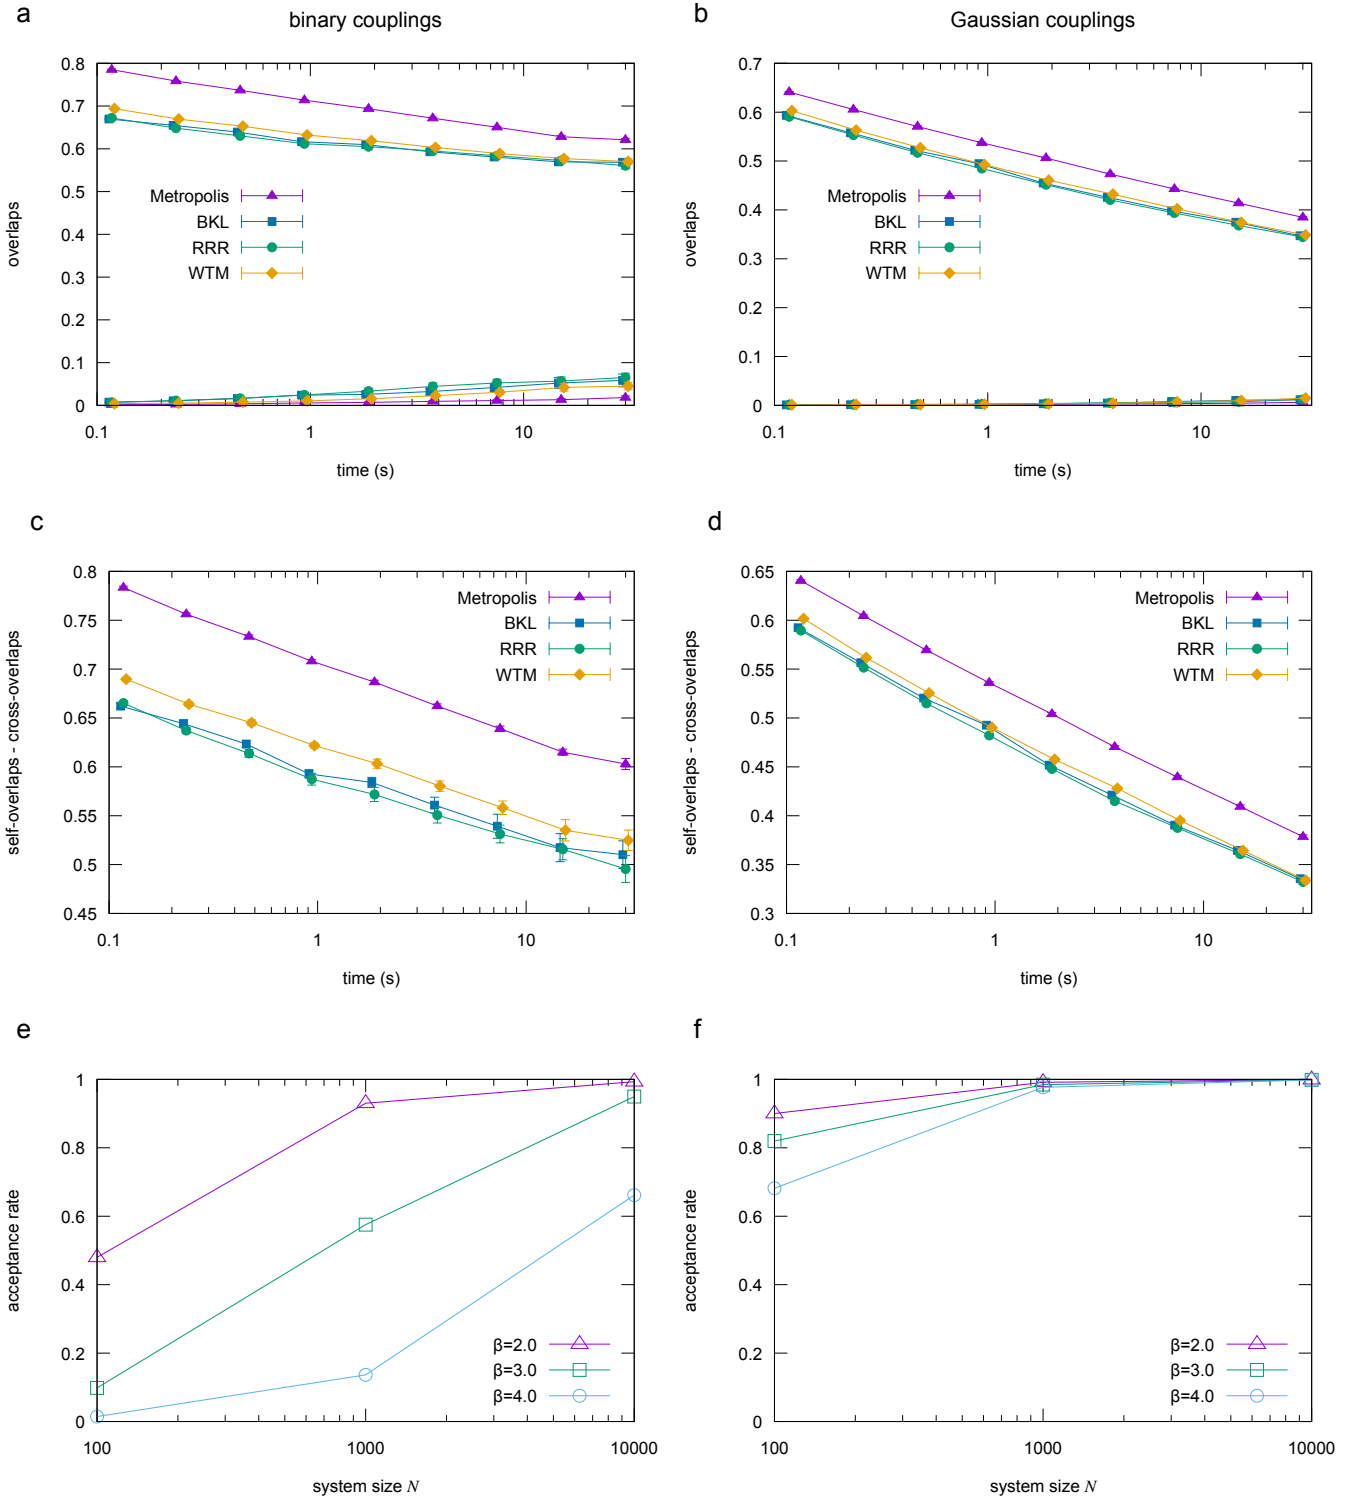 a
binary couplings
b
Gaussian couplings
0.8
0.7
0.6
0.5
0.4
0.3
0.2
0.1
0
overlaps
Metropolis
BKL
RRR
WTM
0.1
1
10
time (s)
0.7
0.6
0.5
0.4
0.3
0.2
0.1
0
overlaps
Metropolis
BKL
RRR
WTM
0.1
1
10
time (s)
c
d
0.8
0.75
0.7
0.65
0.6
0.55
0.5
0.45
self-overlaps - cross-overlaps
Metropolis
BKL
RRR
WTM
0.1
1
10
time (s)
0.65
0.6
0.55
0.5
0.45
0.4
0.35
0.3
self-overlaps - cross-overlaps
Metropolis
BKL
RRR
WTM
0.1
1
10
time (s)
e
f
1
0.8
0.6
0.4
0.2
0
acceptance rate
β=2.0
β=3.0
β=4.0
100
1000
10000
system size N
1
0.8
0.6
0.4
0.2
0
acceptance rate
β=2.0
β=3.0
β=4.0
100
1000
10000
system size N